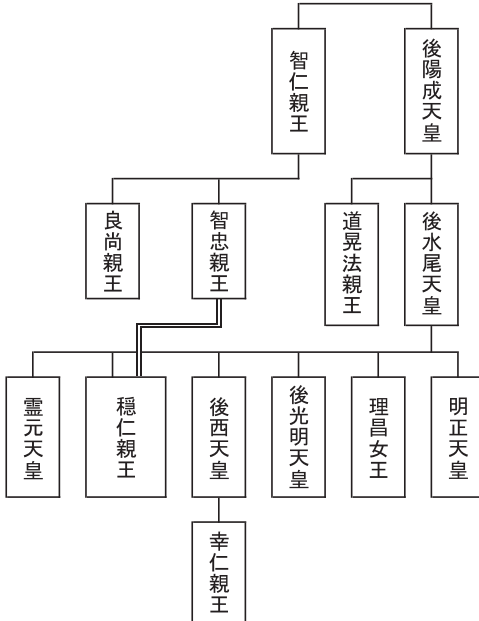 後陽成天皇
智仁親王
後水尾天皇
道晃法親王
智忠親王
良尚親王
明正天皇
理昌女王
後光明天皇
後西天皇
穏仁親王
霊元天皇
幸仁親王